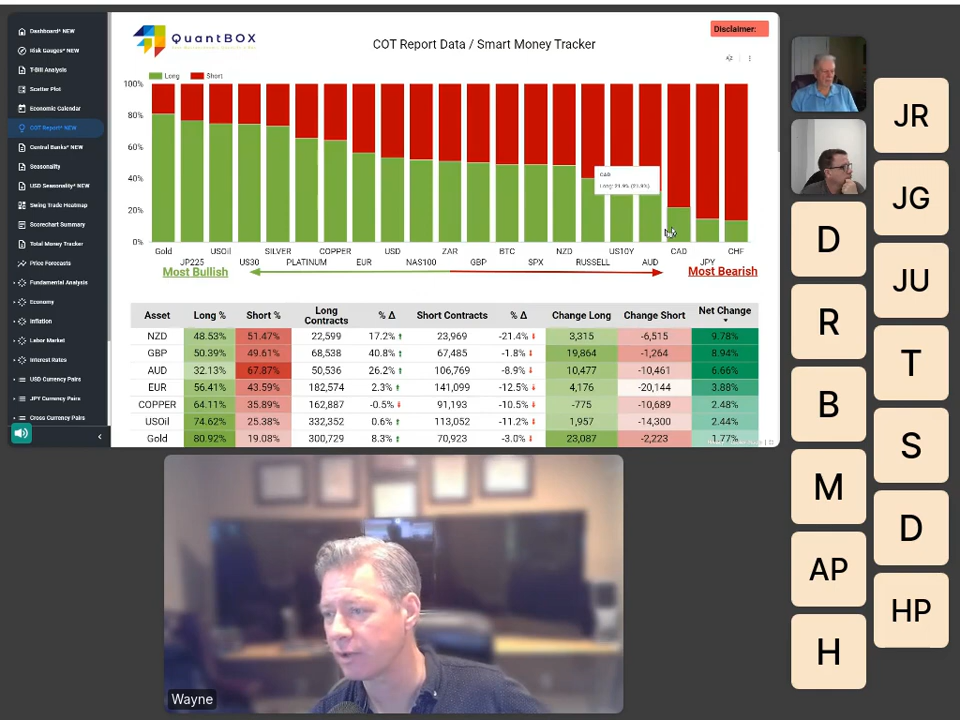 Dashboard* NEW
Risk Gauges* NEW
T-Bill Analysis
Scatter Plot
Economic Calendar
COT Report* NEW
Central Banks* NEW
Seasonality
USD Seasonality* NEW
Swing Trade Heatmap
Scorechart Summary
Total Money Tracker
Price Forecasts
Fundamental Analysis
Economy
Inflation
Labor Market
Interest Rates
USD Currency Pairs
JPY Currency Pairs
Cross Currency Pairs
QuantBOX
COT Report Data / Smart Money Tracker
Disclaimer:
Long Short
100%
80%
60%
40%
20%
0%
CAD
Long: 21.9% (21.9%)
Gold USOil SILVER COPPER USD ZAR BTC NZD US10Y CAD CHF
JP225 US30 PLATINUM EUR NAS100 GBP SPX RUSSELL AUD JPY
Most Bullish Most Bearish
Asset Long % Short % Long Contracts % Δ Short Contracts % Δ Change Long Change Short Net Change
NZD 48.53% 51.47% 22,599 17.2% 23,969 -21.4% 3,315 -6,515 9.78%
GBP 50.39% 49.61% 68,538 40.8% 67,485 -1.8% 19,864 -1,264 8.94%
AUD 32.13% 67.87% 50,536 26.2% 106,769 -8.9% 10,477 -10,461 6.66%
EUR 56.41% 43.59% 182,574 2.3% 141,099 -12.5% 4,176 -20,144 3.88%
COPPER 64.11% 35.89% 162,887 -0.5% 91,193 -10.5% -775 -10,689 2.48%
USOil 74.62% 25.38% 332,352 0.6% 113,052 -11.2% 1,957 -14,300 2.44%
Gold 80.92% 19.08% 300,729 8.3% 70,923 -3.0% 23,087 -2,223 1.77%
Wayne
JR
JG
D
JU
R
T
B
S
M
D
AP
HP
H